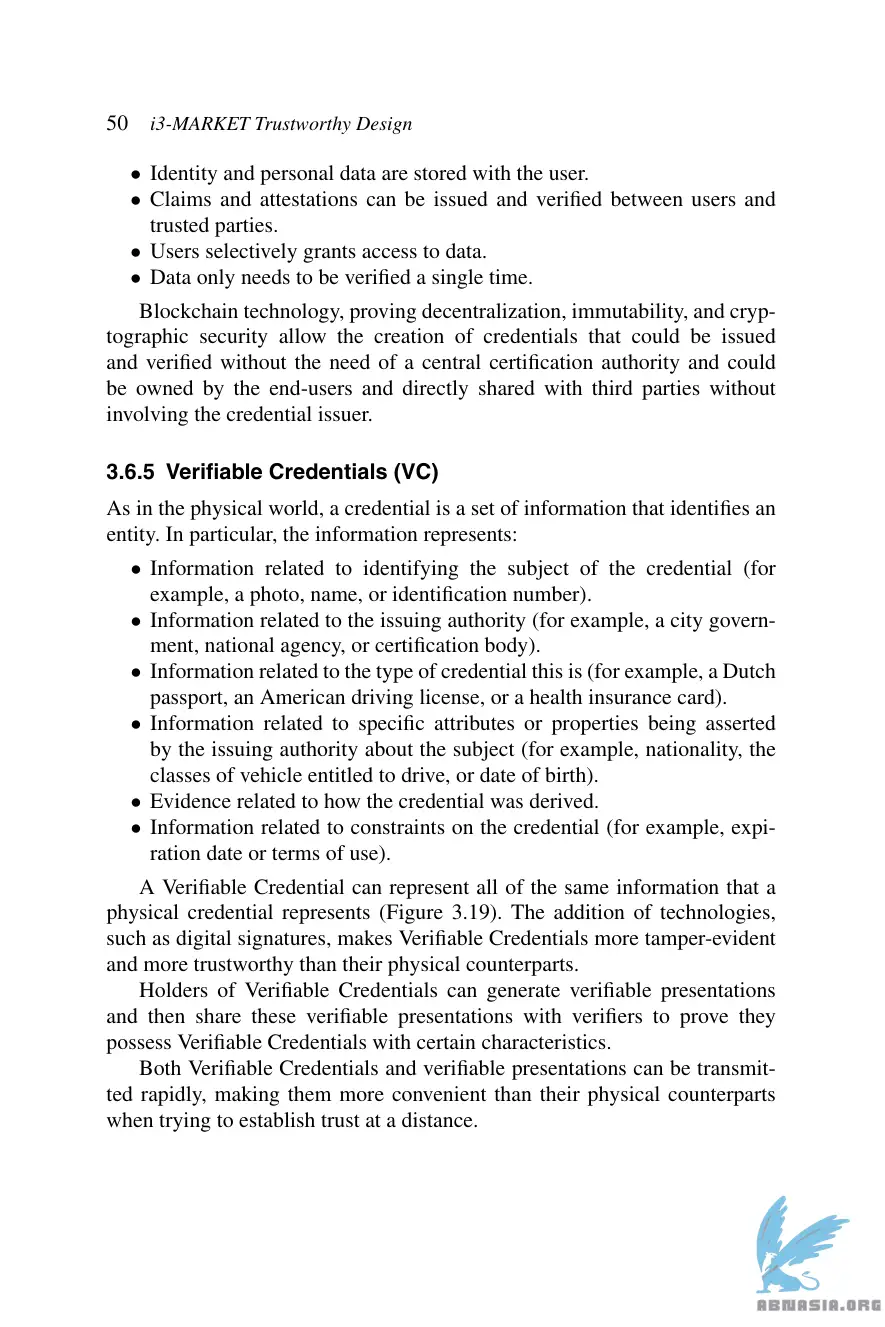 50 i3-MARKET Trustworthy Design
• Identity and personal data are stored with the user.
• Claims and attestations can be issued and verified between users and
trusted parties.
• Users selectively grants access to data.
• Data only needs to be verified a single time.
Blockchain technology, proving decentralization, immutability, and cryp-
tographic security allow the creation of credentials that could be issued
and verified without the need of a central certification authority and could
be owned by the end-users and directly shared with third parties without
involving the credential issuer.
3.6.5 Verifiable Credentials (VC)
As in the physical world, a credential is a set of information that identifies an
entity. In particular, the information represents:
• Information related to identifying the subject of the credential (for
example, a photo, name, or identification number).
• Information related to the issuing authority (for example, a city govern-
ment, national agency, or certification body).
• Information related to the type of credential this is (for example, a Dutch
passport, an American driving license, or a health insurance card).
• Information related to specific attributes or properties being asserted
by the issuing authority about the subject (for example, nationality, the
classes of vehicle entitled to drive, or date of birth).
• Evidence related to how the credential was derived.
• Information related to constraints on the credential (for example, expi-
ration date or terms of use).
A Verifiable Credential can represent all of the same information that a
physical credential represents (Figure 3.19). The addition of technologies,
such as digital signatures, makes Verifiable Credentials more tamper-evident
and more trustworthy than their physical counterparts.
Holders of Verifiable Credentials can generate verifiable presentations
and then share these verifiable presentations with verifiers to prove they
possess Verifiable Credentials with certain characteristics.
Both Verifiable Credentials and verifiable presentations can be transmit-
ted rapidly, making them more convenient than their physical counterparts
when trying to establish trust at a distance.
ABNASIA.ORG